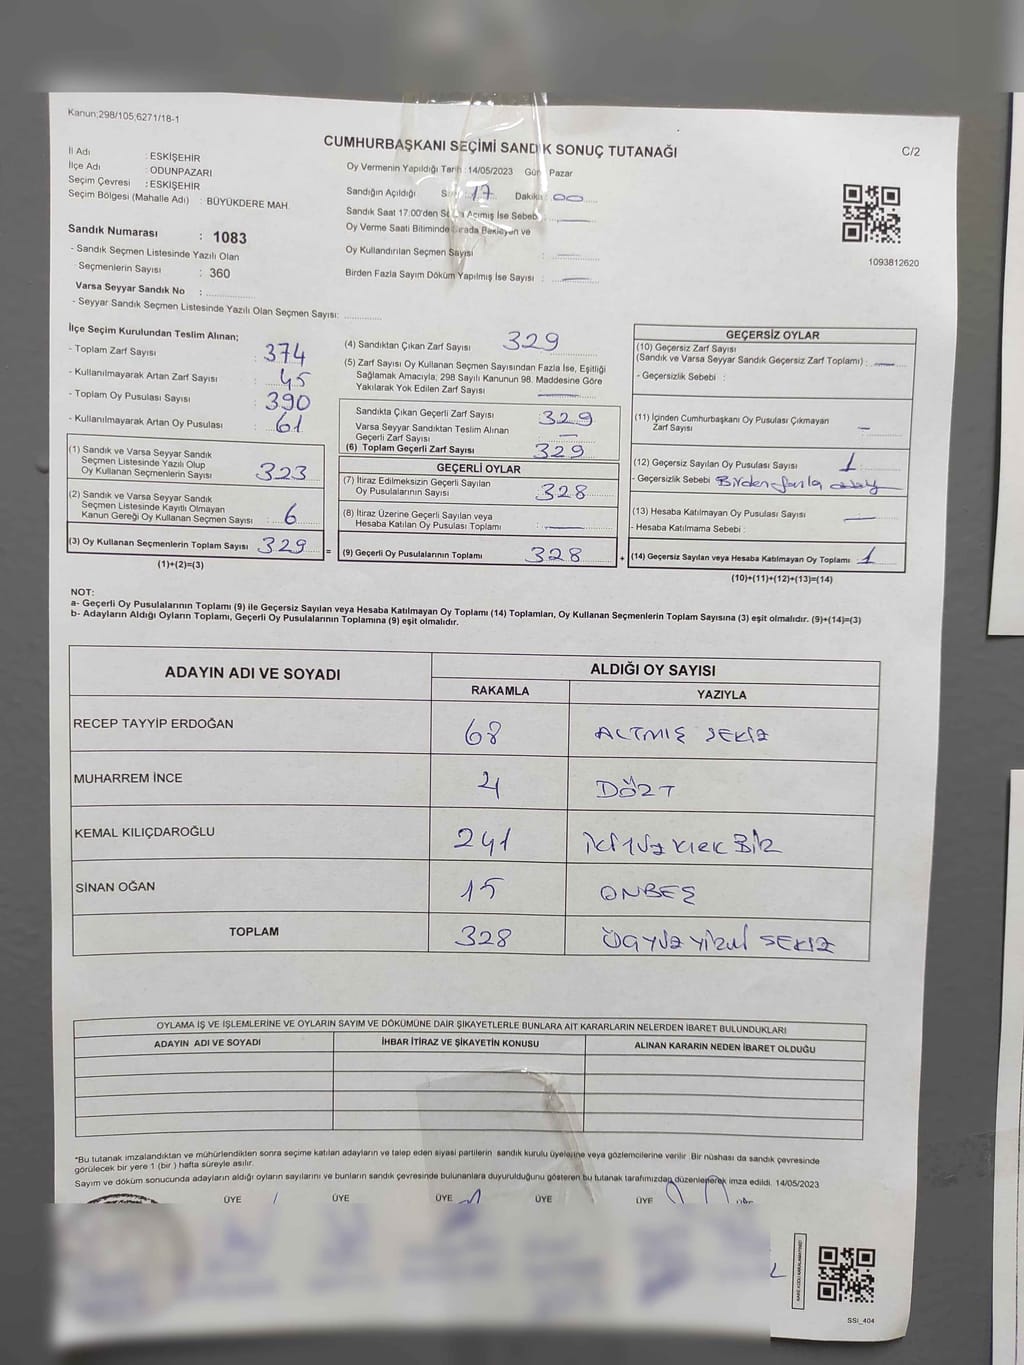 Kanun;298/105;6271/18-1
CUMHURBAŞKANI SEÇİMİ SANDIK SONUÇ TUTANAĞI
C/2
İl Adı : ESKİŞEHİR
İlçe Adı : ODUNPAZARI
Seçim Çevresi : ESKİŞEHİR
Seçim Bölgesi (Mahalle Adı) : BÜYÜKDERE MAH.
Sandık Numarası : 1083
- Sandık Seçmen Listesinde Yazılı Olan
Seçmenlerin Sayısı : 360
Varsa Seyyar Sandık No :
- Seyyar Sandık Seçmen Listesinde Yazılı Olan Seçmen Sayısı:
Oy Vermenin Yapıldığı Tarih :14/05/2023 Gün Pazar
Sandığın Açıldığı 17 Dakika : 00
Sandık Saat 17.00'den Açımış İse Sebebi :
Oy Verme Saati Bitiminde Sırada Bekleyen ve
Oy Kullandırılan Seçmen Sayısı : —
Birden Fazla Sayım Döküm Yapılmış İse Sayısı : —
1093812620
İlçe Seçim Kurulundan Teslim Alınan;
- Toplam Zarf Sayısı : 374
- Kullanılmayarak Artan Zarf Sayısı : 45
- Toplam Oy Pusulası Sayısı : 390
- Kullanılmayarak Artan Oy Pusulası : 61
(1) Sandık ve Varsa Seyyar Sandık
Seçmen Listesinde Yazılı Olup
Oy Kullanan Seçmenlerin Sayısı : 323
(2) Sandık ve Varsa Seyyar Sandık
Seçmen Listesinde Kayıtlı Olmayan
Kanun Gereği Oy Kullanan Seçmen Sayısı : 6
(3) Oy Kullanan Seçmenlerin Toplam Sayısı : 329
(1)+(2)=(3)
=
(4) Sandıktan Çıkan Zarf Sayısı : 329
(5) Zarf Sayısı Oy Kullanan Seçmen Sayısından Fazla İse, Eşitliği
Sağlamak Amacıyla, 298 Sayılı Kanunun 98. Maddesine Göre
Yakılarak Yok Edilen Zarf Sayısı : —
Sandıkta Çıkan Geçerli Zarf Sayısı : 329
Varsa Seyyar Sandıktan Teslim Alınan
Geçerli Zarf Sayısı : —
(6) Toplam Geçerli Zarf Sayısı : 329
GEÇERLİ OYLAR
(7) İtiraz Edilmeksizin Geçerli Sayılan
Oy Pusulalarının Sayısı : 328
(8) İtiraz Üzerine Geçerli Sayılan veya
Hesaba Katılan Oy Pusulası Toplamı : —
(9) Geçerli Oy Pusulalarının Toplamı : 328
+
GEÇERSİZ OYLAR
(10) Geçersiz Zarf Sayısı
(Sandık ve Varsa Seyyar Sandık Geçersiz Zarf Toplamı) : —
- Geçersizlik Sebebi :
(11) İçinden Cumhurbaşkanı Oy Pusulası Çıkmayan
Zarf Sayısı : —
(12) Geçersiz Sayılan Oy Pusulası Sayısı : 1
- Geçersizlik Sebebi : Birden fazla aday
(13) Hesaba Katılmayan Oy Pusulası Sayısı : —
- Hesaba Katılmama Sebebi :
(14) Geçersiz Sayılan veya Hesaba Katılmayan Oy Toplamı : 1
(10)+(11)+(12)+(13)=(14)
NOT:
a- Geçerli Oy Pusulalarının Toplamı (9) ile Geçersiz Sayılan veya Hesaba Katılmayan Oy Toplamı (14) Toplamları, Oy Kullanan Seçmenlerin Toplam Sayısına (3) eşit olmalıdır. (9)+(14)=(3)
b- Adayların Aldığı Oyların Toplamı, Geçerli Oy Pusulalarının Toplamına (9) eşit olmalıdır.
ADAYIN ADI VE SOYADI ALDIĞI OY SAYISI
RAKAMLA YAZIYLA
RECEP TAYYİP ERDOĞAN 68 ALTMIŞ SEKİZ
MUHARREM İNCE 4 DÖRT
KEMAL KILIÇDAROĞLU 241 İKİYÜZ KIRK BİR
SİNAN OĞAN 15 ONBEŞ
TOPLAM 328 ÜÇYÜZ YİRMİ SEKİZ
OYLAMA İŞ VE İŞLEMLERİNE VE OYLARIN SAYIM VE DÖKÜMÜNE DAİR ŞİKAYETLERLE BUNLARA AİT KARARLARIN NELERDEN İBARET BULUNDUKLARI
ADAYIN ADI VE SOYADI İHBAR İTİRAZ VE ŞİKAYETİN KONUSU ALINAN KARARIN NEDEN İBARET OLDUĞU
*Bu tutanak imzalandıktan ve mühürlendikten sonra seçime katılan adayların ve talep eden siyasi partilerin sandık kurulu üyelerine veya gözlemcilerine verilir. Bir nüshası da sandık çevresinde
görülecek bir yere 1 (bir ) hafta süreyle asılır.
Sayım ve döküm sonucunda adayların aldığı oyların sayılarını ve bunların sandık çevresinde bulunanlara duyurulduğunu gösteren bu tutanak tarafımızdan düzenlenerek imza edildi. 14/05/2023
ÜYE ÜYE ÜYE ÜYE ÜYE
SSİ_404